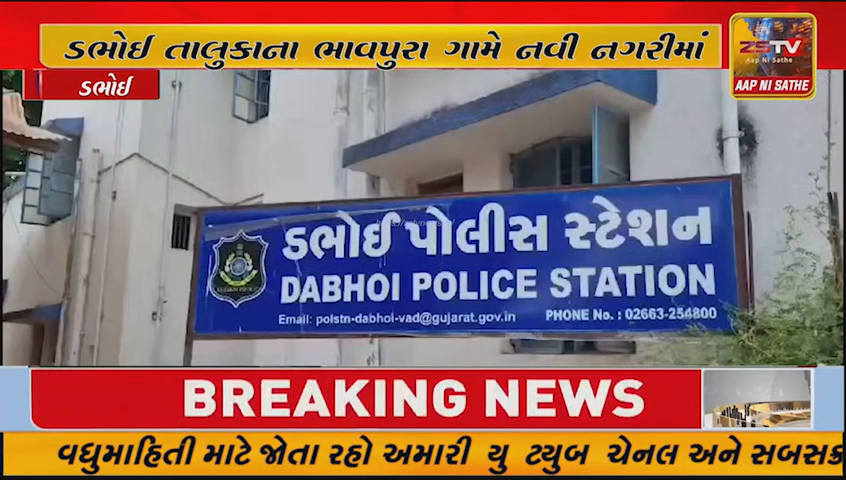 ડભોઈ તાલુકાના ભાવપુરા ગામે નવી નગરીમાં
ZSTV
Aap Ni Sathe
AAP NI SATHE
ડભોઈ
ડભોઈ પોલીસ સ્ટેશન
DABHOI POLICE STATION
Email: polstn-dabhoi-vad@gujarat.gov.in
PHONE No. : 02663-254800
BREAKING NEWS
વધુમાહિતી માટે જોતા રહો અમારી યુ ટ્યુબ ચેનલ અને સબસક્ર